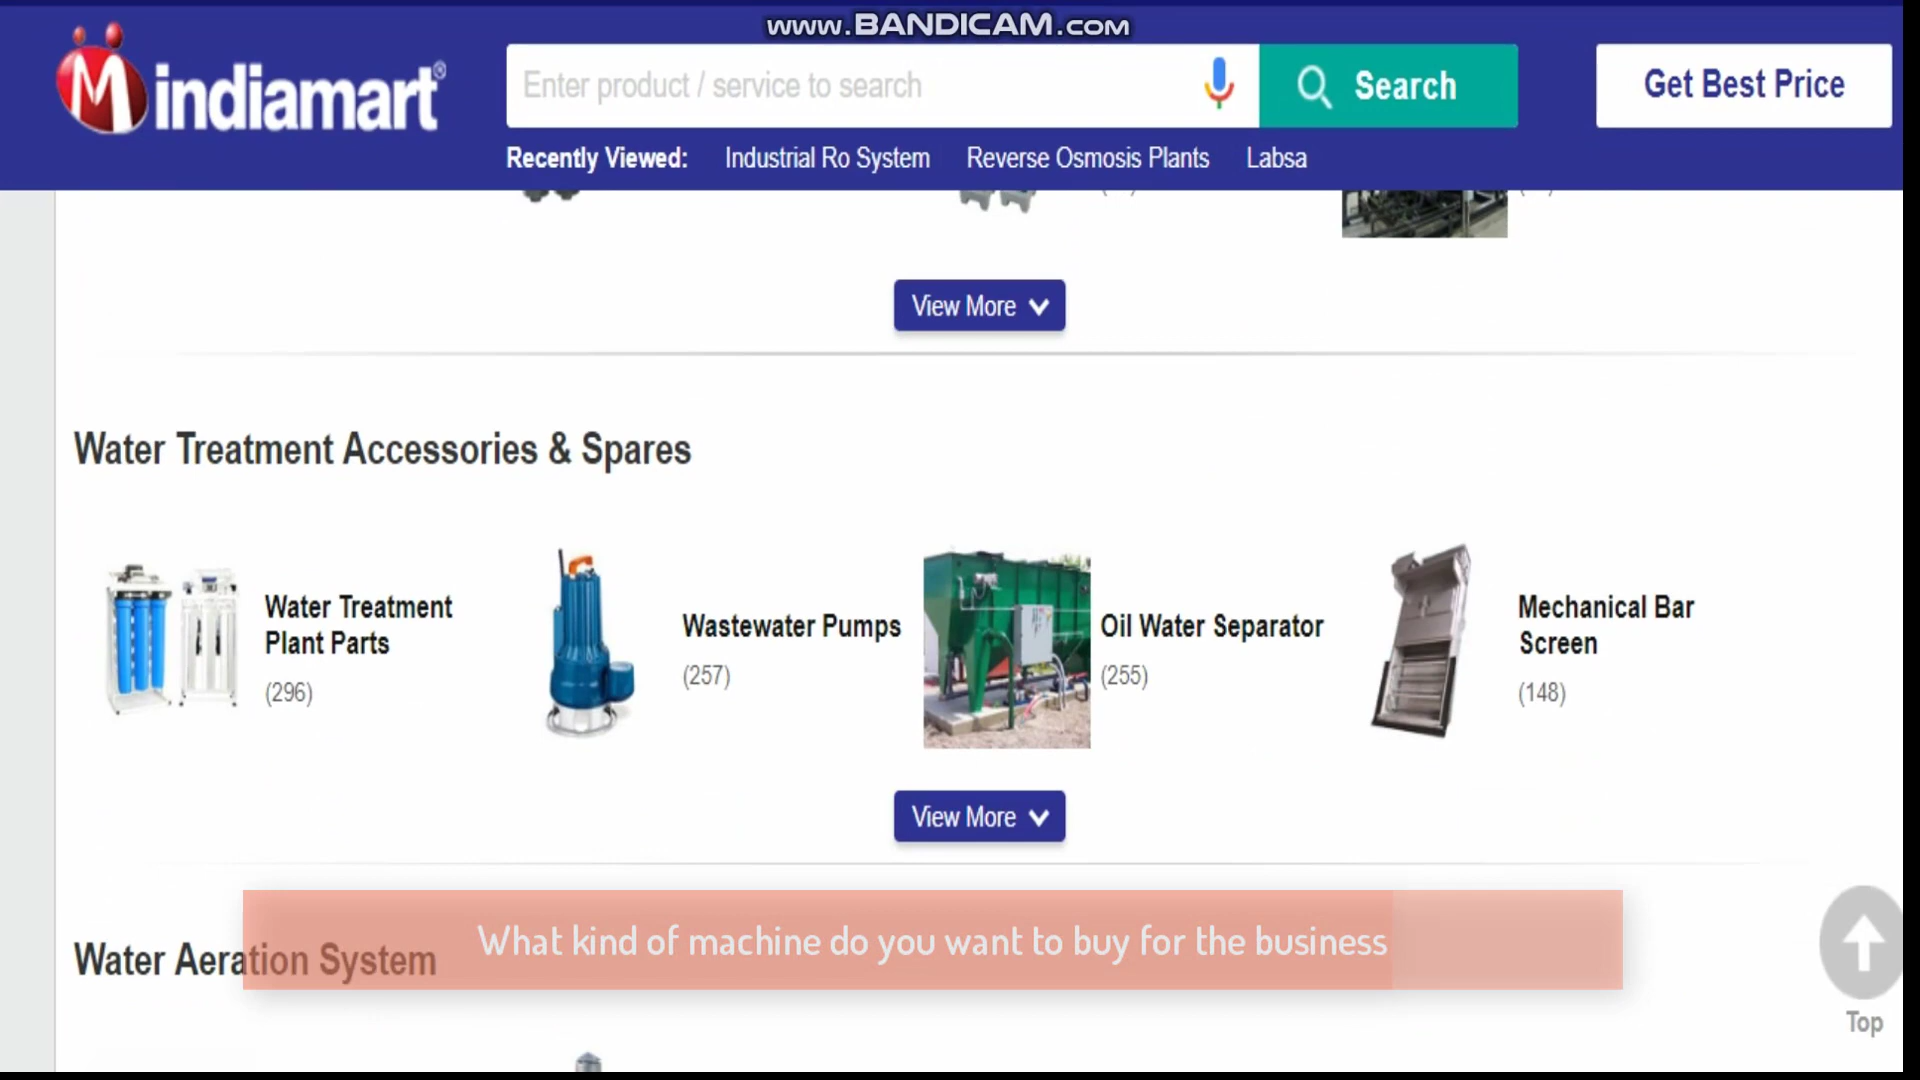 www.BANDICAM.com
indiamart®
Enter product / service to search
Search
Get Best Price
Recently Viewed: Industrial Ro System Reverse Osmosis Plants Labsa
View More
Water Treatment Accessories & Spares
Water Treatment
Plant Parts
(296)
Wastewater Pumps
(257)
Oil Water Separator
(255)
Mechanical Bar
Screen
(148)
View More
Water Aeration System
What kind of machine do you want to buy for the business
Top